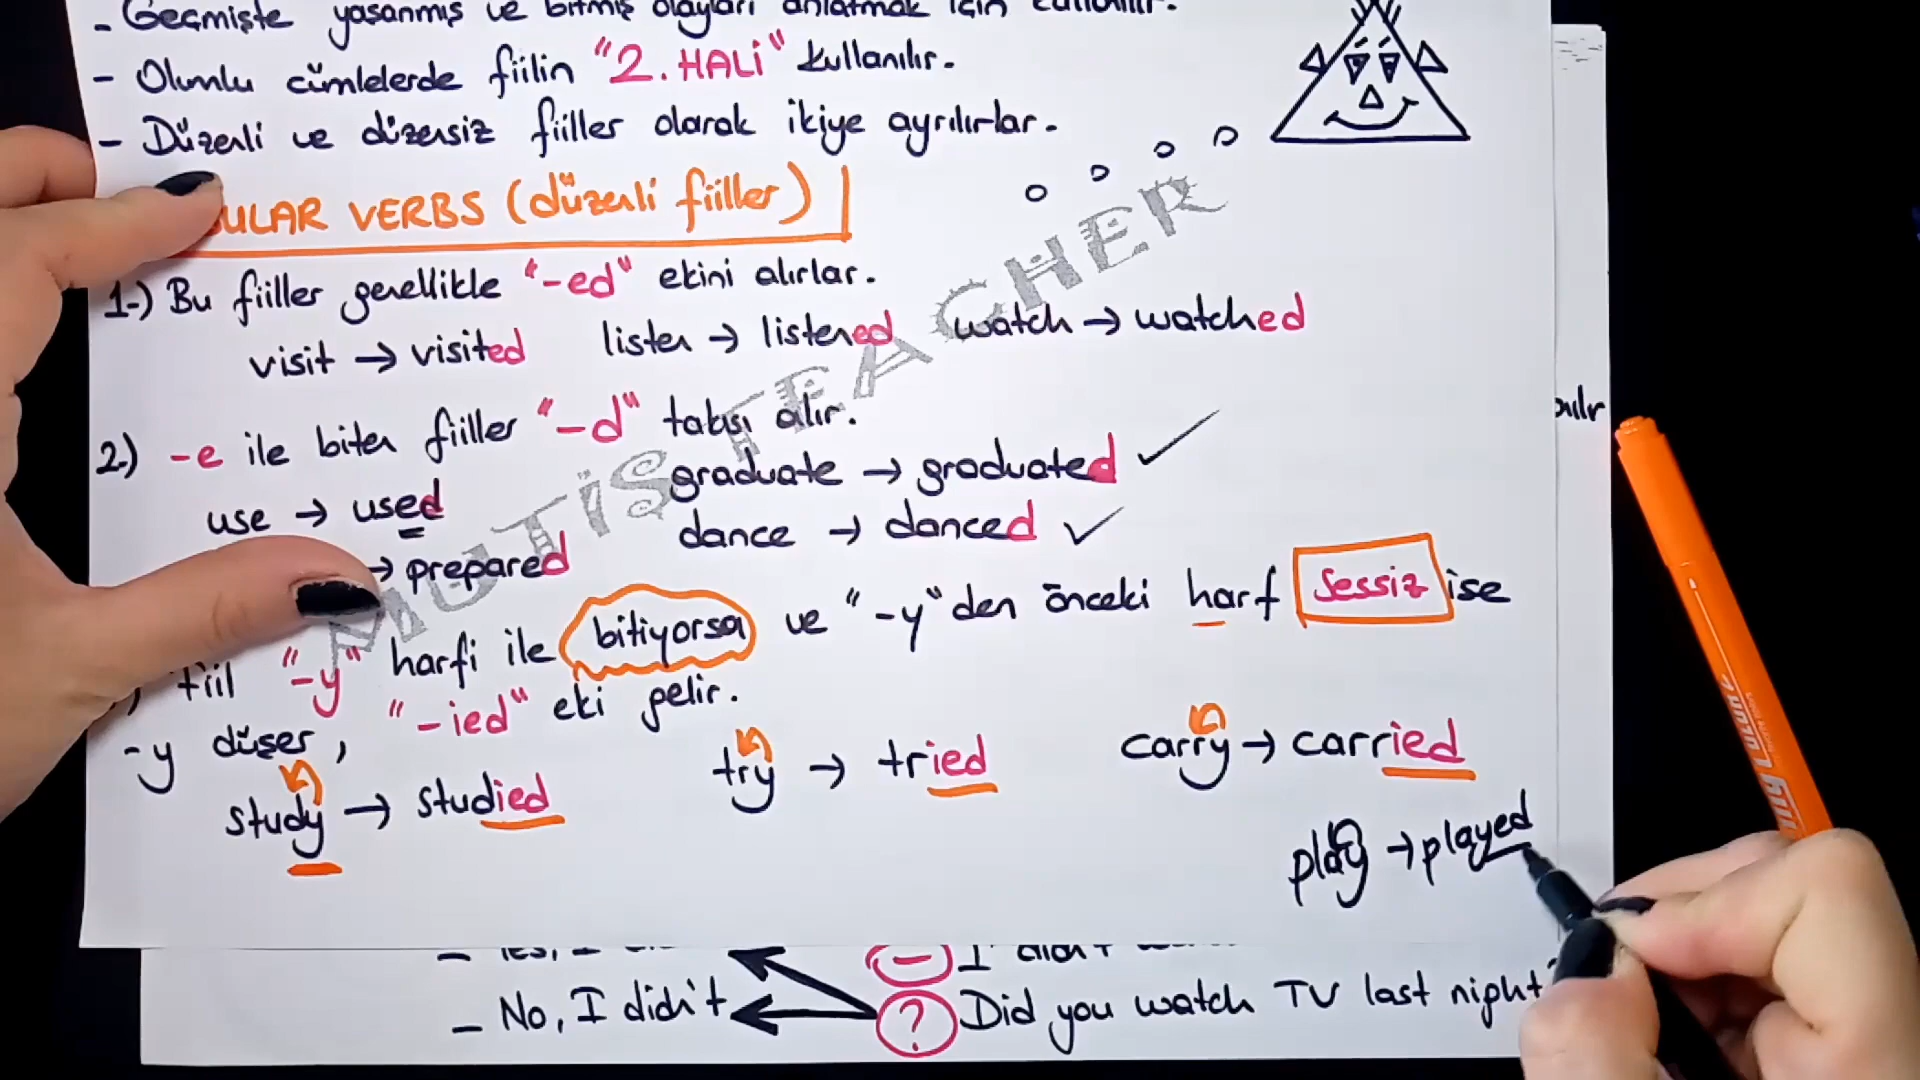 - Geçmişte yaşanmış ve bitmiş olayları anlatmak için kullanılır.
- Olumlu cümlelerde fiilin "2. HALİ" kullanılır.
- Düzenli ve düzensiz fiiller olarak ikiye ayrılırlar.
ULAR VERBS (düzenli fiiller)
1-) Bu fiiller genellikle "-ed" ekini alırlar.
visit → visited listen → listened watch → watched
2-) -e ile biten fiiller "-d" takısı alır.
graduate → graduated ✓
use → used
dance → danced ✓
→ prepared
fiil "-y" harfi ile bitiyorsa ve "-y"den önceki harf sessiz ise
-y düşer, "-ied" eki gelir.
study → studied try → tried carry → carried
play → played
MUTİŞ TEACHER
nılır
- No, I didn't
- I didn't
? Did you watch TV last night?